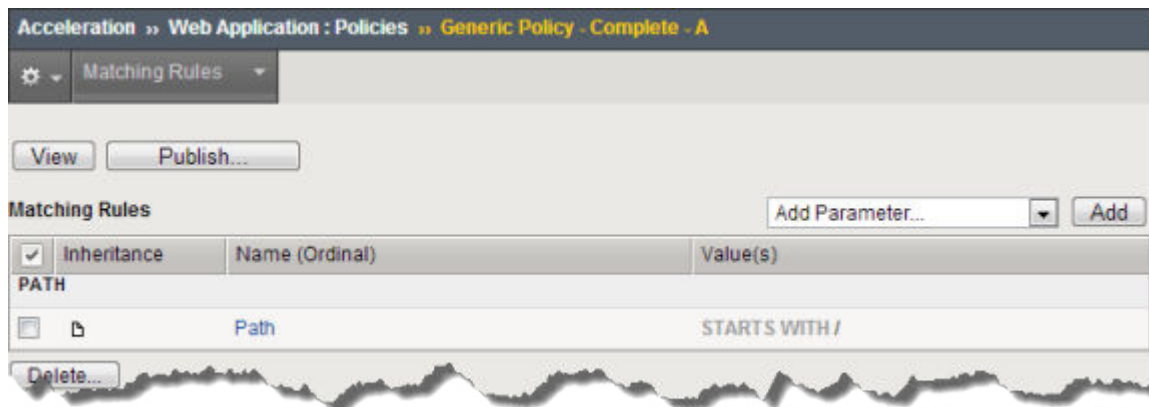 Acceleration » Web Application : Policies » Generic Policy - Complete - A
Matching Rules
View Publish...
Matching Rules Add Parameter... Add
Inheritance Name (Ordinal) Value(s)
PATH
Path STARTS WITH /
Delete...